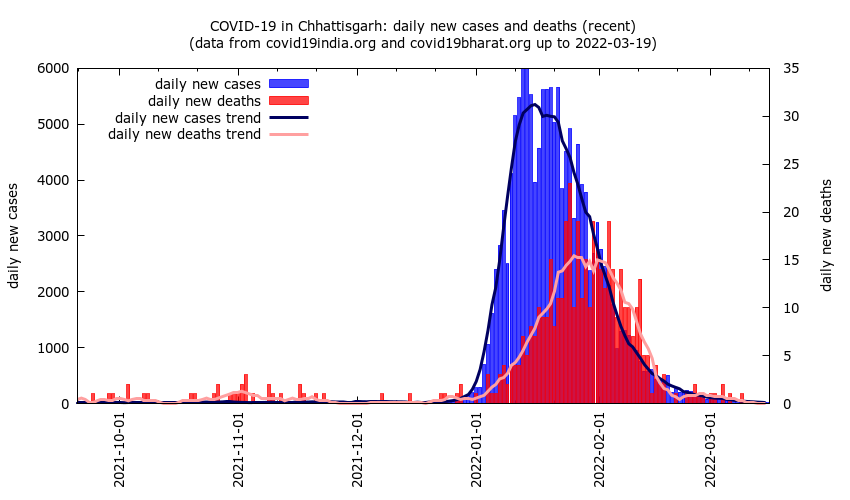 COVID-19 in Chhattisgarh: daily new cases and deaths (recent)
(data from covid19india.org and covid19bharat.org up to 2022-03-19)
daily new cases
daily new deaths
daily new cases trend
daily new deaths trend
daily new cases
6000
5000
4000
3000
2000
1000
0
35
30
25
20
15
10
5
0
daily new deaths
2021-10-01
2021-11-01
2021-12-01
2022-01-01
2022-02-01
2022-03-01